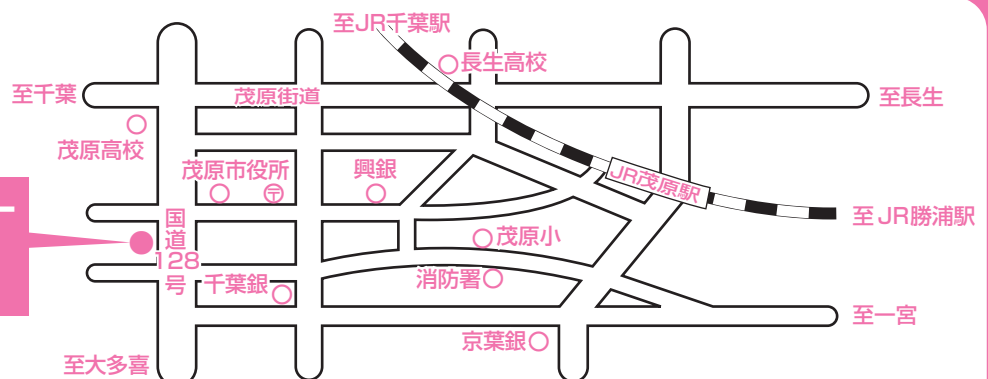 至JR千葉駅
長生高校
至千葉
茂原街道
至長生
茂原高校
茂原市役所
〒
興銀
JR茂原駅
国道128号
至JR勝浦駅
茂原小
千葉銀
消防署
至一宮
京葉銀
至大多喜